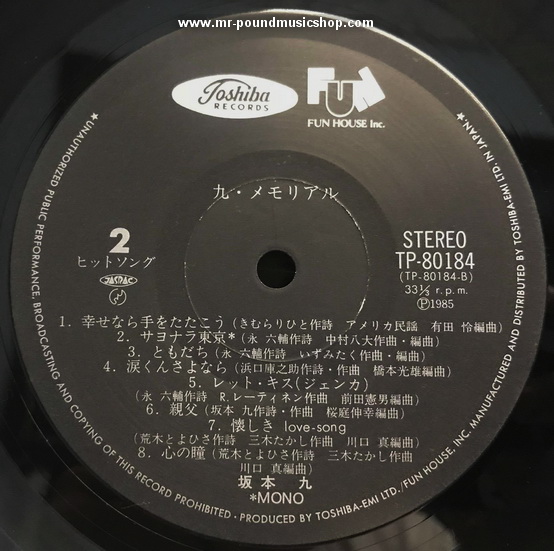 www.mr-poundmusicshop.com
Toshiba
RECORDS
FUN
FUN HOUSE Inc.
九・メモリアル
2
ヒットソング
JASRAC
STEREO
TP-80184
(TP-80184-B)
33⅓ r.p.m.
Ⓟ1985
1. 幸せなら手をたたこう (きむらりひと作詩 アメリカ民謡 有田 怜編曲)
2. サヨナラ東京* (永 六輔作詩 中村八大作曲・編曲)
3. ともだち (永 六輔作詩 いずみたく作曲・編曲)
4. 涙くんさよなら (浜口庫之助作詩・作曲 橋本光雄編曲)
5. レット・キス(ジェンカ)
(永 六輔作詩 R.レーティネン作曲 前田憲男編曲)
6. 親父 (坂本 九作詩・作曲 桜庭伸幸編曲)
7. 懐しき love-song
(荒木とよひさ作詩 三木たかし作曲 川口 真編曲)
8. 心の瞳 (荒木とよひさ作詩 三木たかし作曲
川口 真編曲)
坂本 九
*MONO
★UNAUTHORIZED PUBLIC PERFORMANCE, BROADCASTING AND COPYING OF THIS RECORD PROHIBITED・PRODUCED BY TOSHIBA-EMI LTD./FUN HOUSE, INC. MANUFACTURED AND DISTRIBUTED BY TOSHIBA-EMI LTD. IN JAPAN★